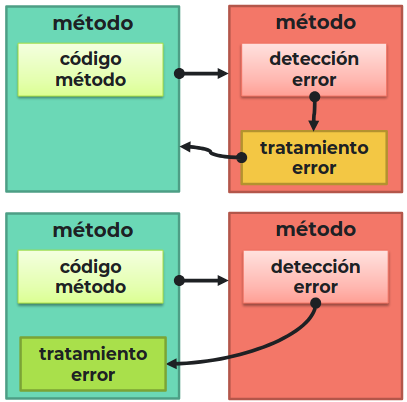 método
código
método
método
detección
error
tratamiento
error
método
código
método
tratamiento
error
método
detección
error